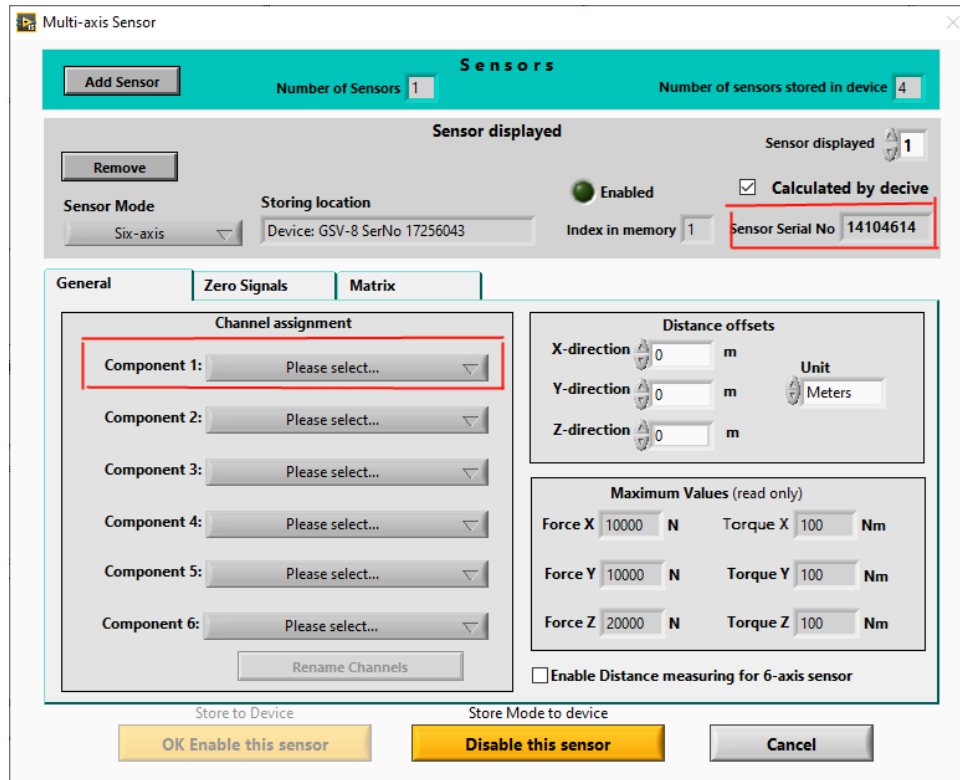 Multi-axis Sensor
Sensors
Add Sensor
Number of Sensors 1
Number of sensors stored in device 4
Sensor displayed
Sensor displayed 1
Remove
Enabled
Calculated by decive
Sensor Mode
Storing location
Six-axis
Device: GSV-8 SerNo 17256043
Index in memory 1
Sensor Serial No 14104614
General
Zero Signals
Matrix
Channel assignment
Component 1: Please select...
Component 2: Please select...
Component 3: Please select...
Component 4: Please select...
Component 5: Please select...
Component 6: Please select...
Rename Channels
Distance offsets
X-direction 0 m
Unit
Y-direction 0 m
Meters
Z-direction 0 m
Maximum Values (read only)
Force X 10000 N Torque X 100 Nm
Force Y 10000 N Torque Y 100 Nm
Force Z 20000 N Torque Z 100 Nm
Enable Distance measuring for 6-axis sensor
Store to Device
Store Mode to device
OK Enable this sensor
Disable this sensor
Cancel